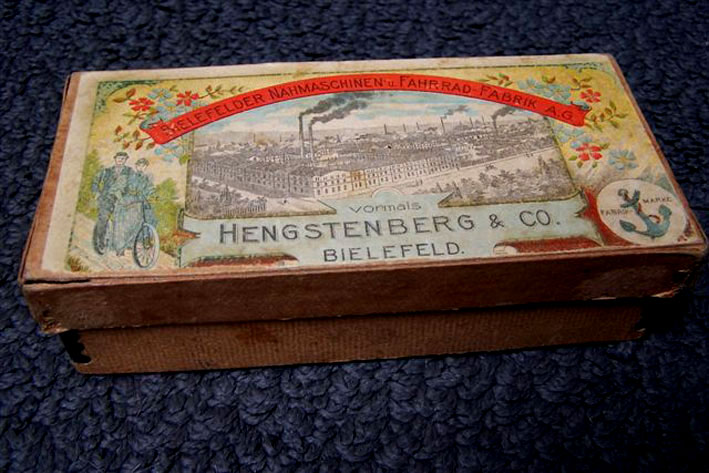 BIELEFELDER NÄHMASCHINEN- u. FAHRRAD-FABRIK A.G.
vormals
HENGSTENBERG & CO.
BIELEFELD.
FABRIK MARKE